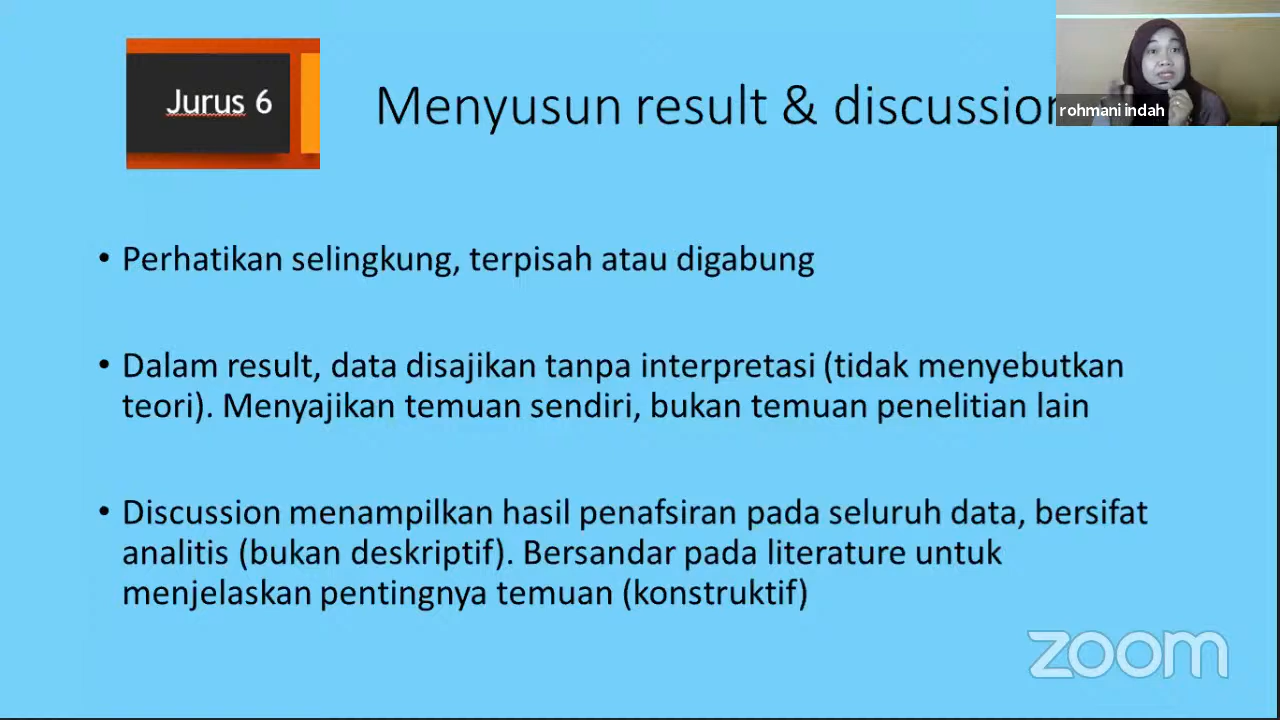 Jurus 6
Menyusun result & discussion
rohmani indah
• Perhatikan selingkung, terpisah atau digabung
• Dalam result, data disajikan tanpa interpretasi (tidak menyebutkan
teori). Menyajikan temuan sendiri, bukan temuan penelitian lain
• Discussion menampilkan hasil penafsiran pada seluruh data, bersifat
analitis (bukan deskriptif). Bersandar pada literature untuk
menjelaskan pentingnya temuan (konstruktif)
zoom